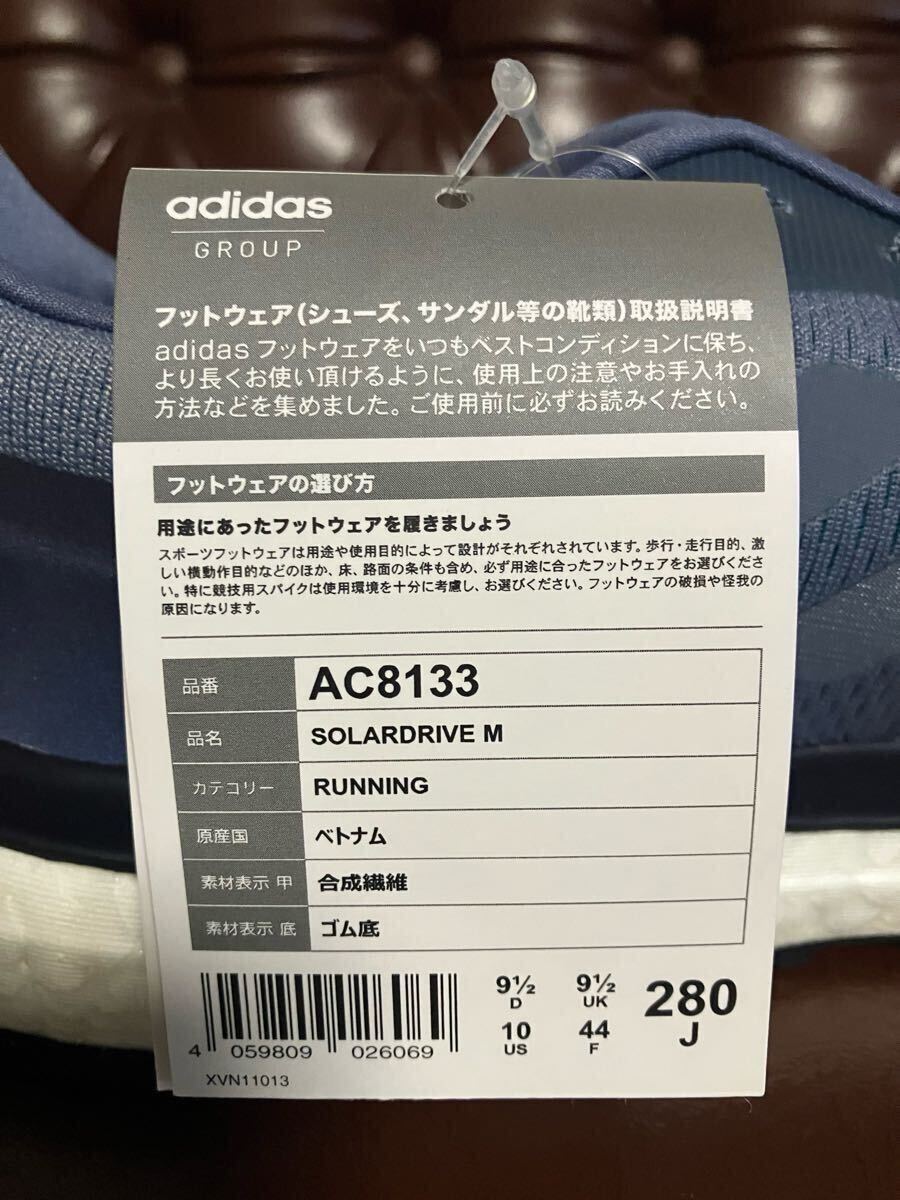 adidas
GROUP
フットウェア(シューズ、サンダル等の靴類)取扱説明書
adidas フットウェアをいつもベストコンディションに保ち、
より長くお使い頂けるように、使用上の注意やお手入れの
方法などを集めました。ご使用前に必ずお読みください。
フットウェアの選び方
用途にあったフットウェアを履きましょう
スポーツフットウェアは用途や使用目的によって設計がそれぞれされています。歩行・走行目的、激
しい横動作目的などのほか、床、路面の条件も含め、必ず用途に合ったフットウェアをお選びくださ
い。特に競技用スパイクは使用環境を十分に考慮し、お選びください。フットウェアの破損や怪我の
原因になります。
品番 AC8133
品名 SOLARDRIVE M
カテゴリー RUNNING
原産国 ベトナム
素材表示 甲 合成繊維
素材表示 底 ゴム底
9½ 9½ 280
D UK J
10 44
US F
4 059809 026069
XVN11013